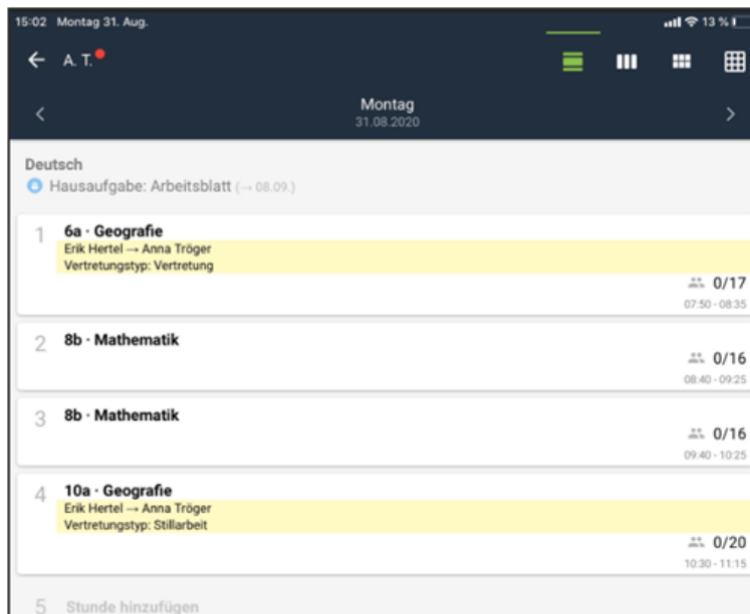 15:02 Montag 31. Aug. 13 %
A. T.
Montag
31.08.2020
Deutsch
Hausaufgabe: Arbeitsblatt (→ 08.09.)
1 6a · Geografie
Erik Hertel → Anna Tröger
Vertretungstyp: Vertretung
0/17
07:50 - 08:35
2 8b · Mathematik
0/16
08:40 - 09:25
3 8b · Mathematik
0/16
09:40 - 10:25
4 10a · Geografie
Erik Hertel → Anna Tröger
Vertretungstyp: Stillarbeit
0/20
10:30 - 11:15
5 Stunde hinzufügen